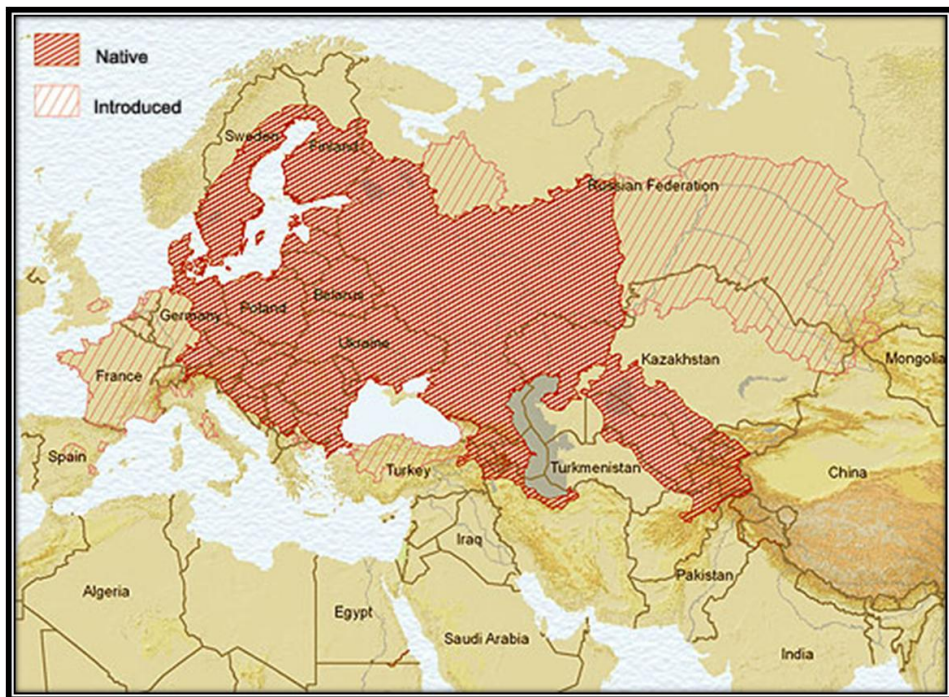 Native
Introduced
Sweden
Finland
Russian Federation
Germany
Poland
Belarus
Ukraine
France
Kazakhstan
Mongolia
Spain
Turkey
Turkmenistan
China
Iraq
Pakistan
Algeria
Egypt
Saudi Arabia
India